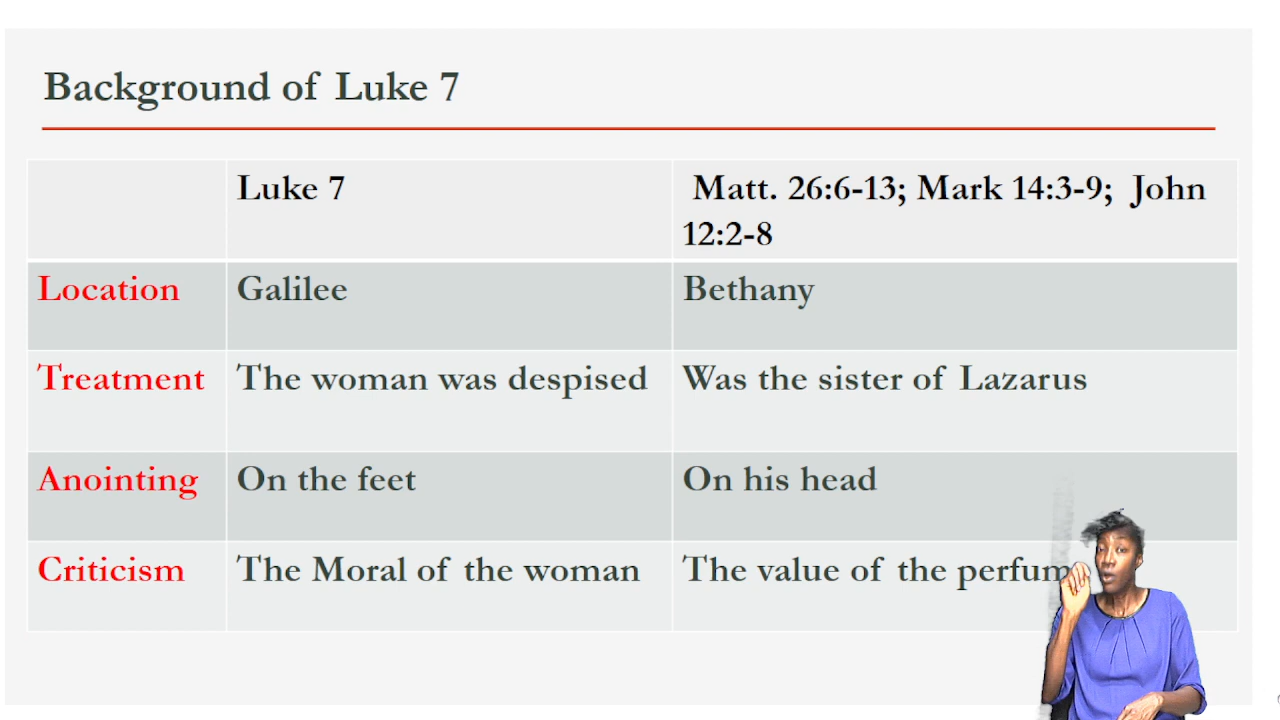 Background of Luke 7
Luke 7
Matt. 26:6-13; Mark 14:3-9; John
12:2-8
Location
Galilee
Bethany
Treatment
The woman was despised
Was the sister of Lazarus
Anointing
On the feet
On his head
Criticism
The Moral of the woman
The value of the perfum